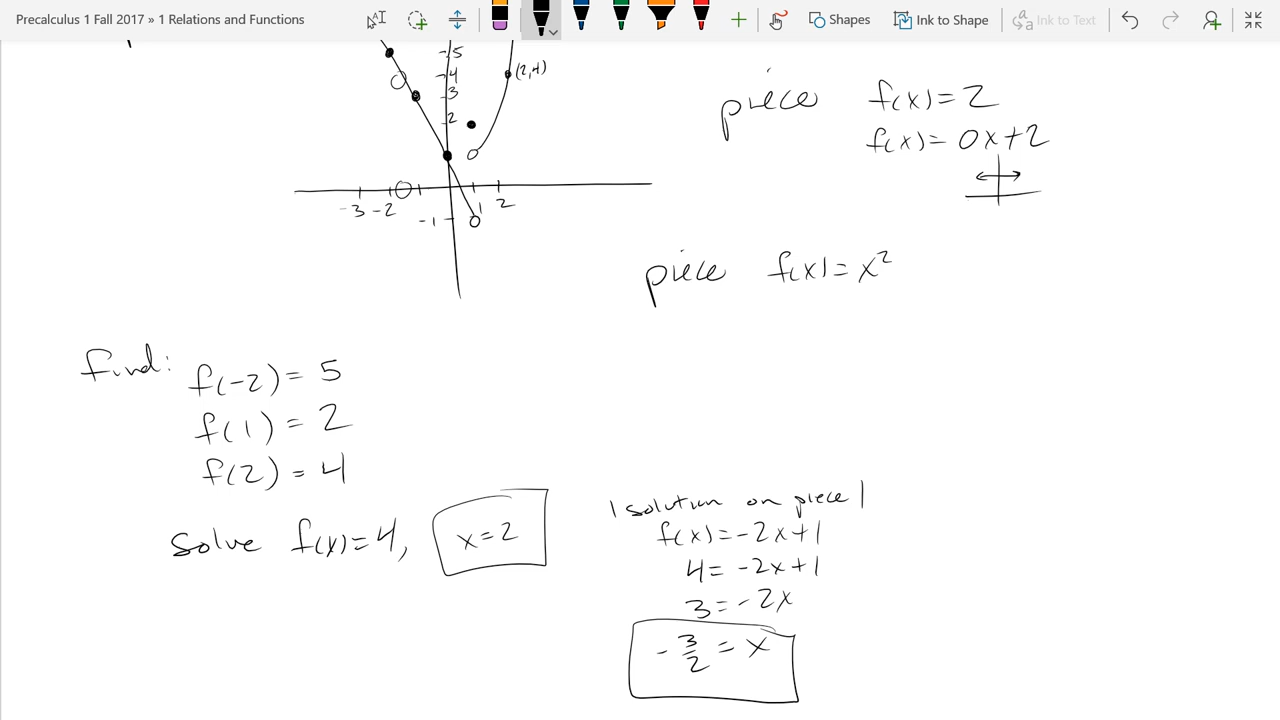 Precalculus 1 Fall 2017 » 1 Relations and Functions
Shapes
Ink to Shape
Ink to Text
5
4
3
2
(2,4)
-3 -2
1 2
-1
piece f(x)=2
f(x)= 0x+2
piece f(x)=x²
find:
f(-2)= 5
f(1)= 2
f(2)=4
Solve f(x)=4, x=2
1 solution on piece 1
f(x)=-2x+1
4= -2x+1
3=-2x
-3/2 = x